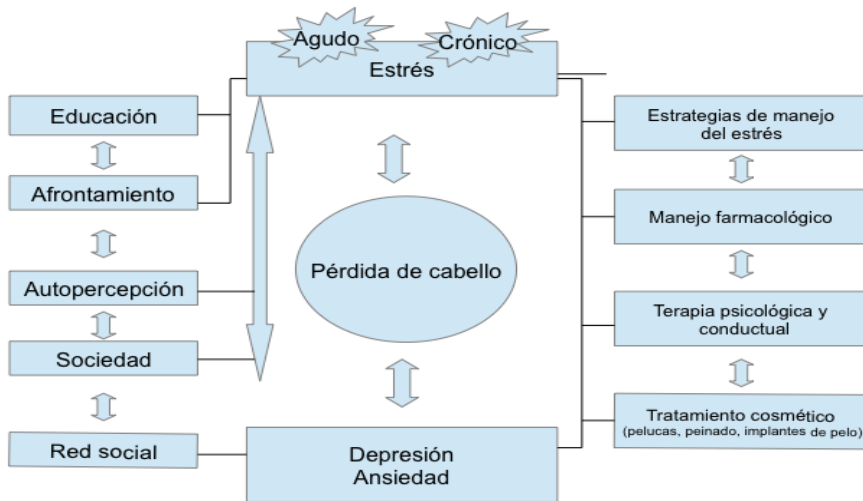 Agudo
Crónico
Estrés
Educación
Afrontamiento
Autopercepción
Sociedad
Red social
Pérdida de cabello
Depresión
Ansiedad
Estrategias de manejo
del estrés
Manejo farmacológico
Terapia psicológica y
conductual
Tratamiento cosmético
(pelucas, peinado, implantes de pelo)